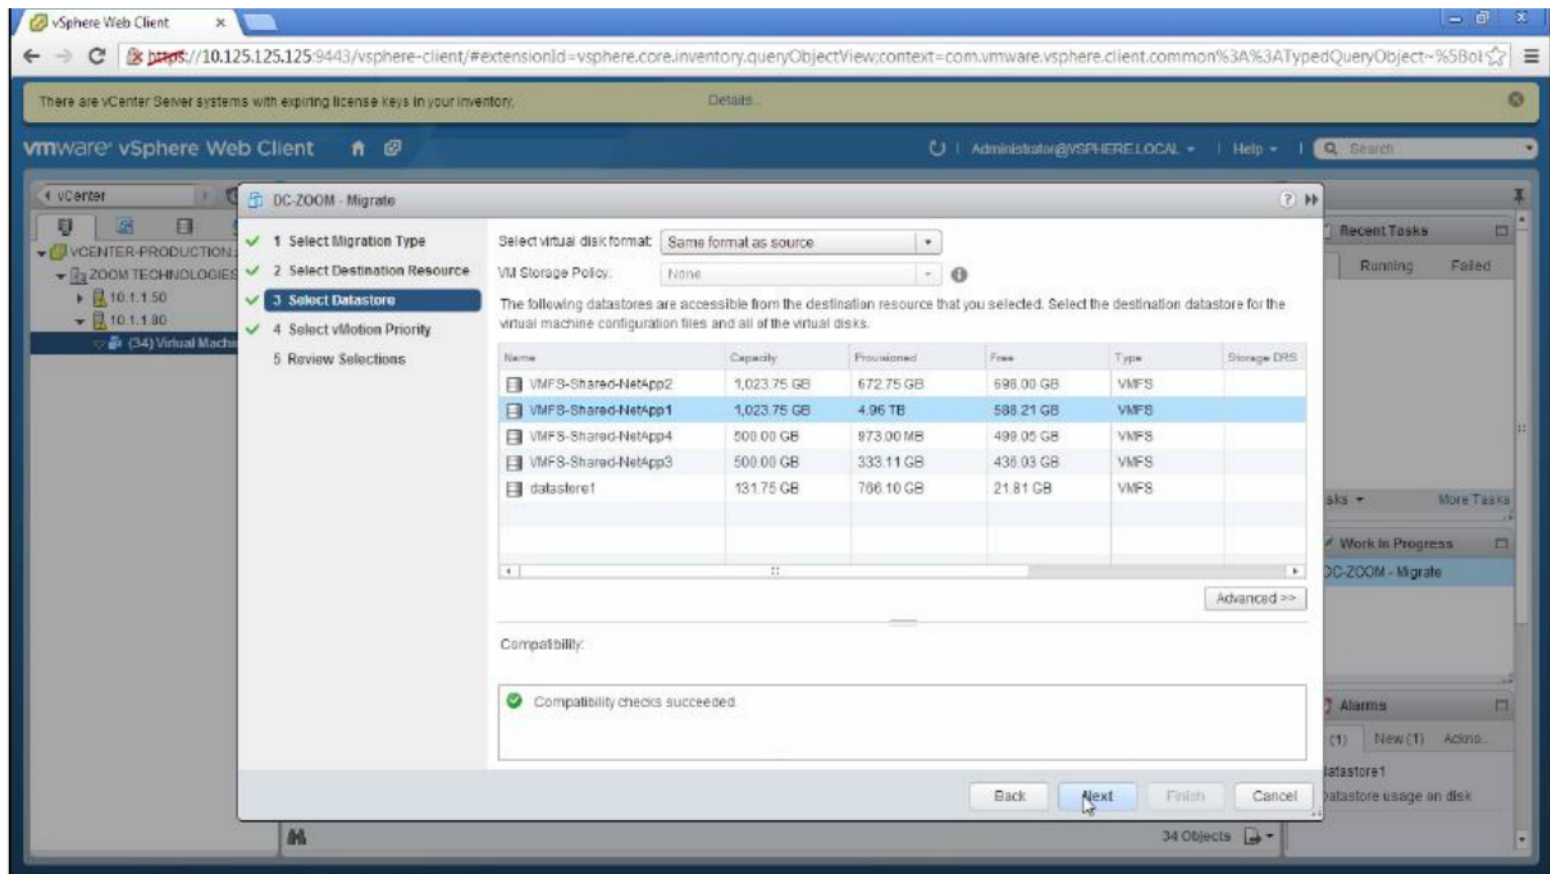 vSphere Web Client ×
https://10.125.125.125:9443/vsphere-client/#extensionId=vsphere.core.inventory.queryObjectView;context=com.vmware.vsphere.client.common%3A%3ATypedQueryObject~%5Bob
There are vCenter Server systems with expiring license keys in your inventory. Details...
vmware® vSphere Web Client Administrator@VSPHERE.LOCAL Help Search
vCenter
VCENTER-PRODUCTION
ZOOM TECHNOLOGIES
10.1.1.50
10.1.1.80
(34) Virtual Machi
DC-ZOOM - Migrate
1 Select Migration Type
2 Select Destination Resource
3 Select Datastore
4 Select vMotion Priority
5 Review Selections
Select virtual disk format: Same format as source
VM Storage Policy: None
The following datastores are accessible from the destination resource that you selected. Select the destination datastore for the
virtual machine configuration files and all of the virtual disks.
Name Capacity Provisioned Free Type Storage DRS
VMFS-Shared-NetApp2 1,023.75 GB 672.75 GB 698.00 GB VMFS
VMFS-Shared-NetApp1 1,023.75 GB 4.96 TB 588.21 GB VMFS
VMFS-Shared-NetApp4 500.00 GB 973.00 MB 499.05 GB VMFS
VMFS-Shared-NetApp3 500.00 GB 333.11 GB 436.03 GB VMFS
datastore1 131.75 GB 766.10 GB 21.81 GB VMFS
Advanced >>
Compatibility:
Compatibility checks succeeded.
Back Next Finish Cancel
34 Objects
Recent Tasks
Running Failed
sks More Tasks
Work In Progress
DC-ZOOM - Migrate
Alarms
(1) New (1) Ackno...
datastore1
Datastore usage on disk